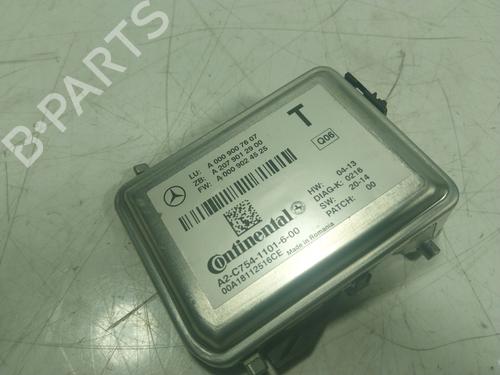 B-PARTS
LU: A 000 900 76 07
ZB: A 207 901 29 00
FW: A 000 902 45 25
T
Q06
HW: 04-13
DIAG-K: 0216
SW: 20-14
PATCH: 00
Continental
A2-C754-1101-6-00
00A18112516CE
Made in Romania